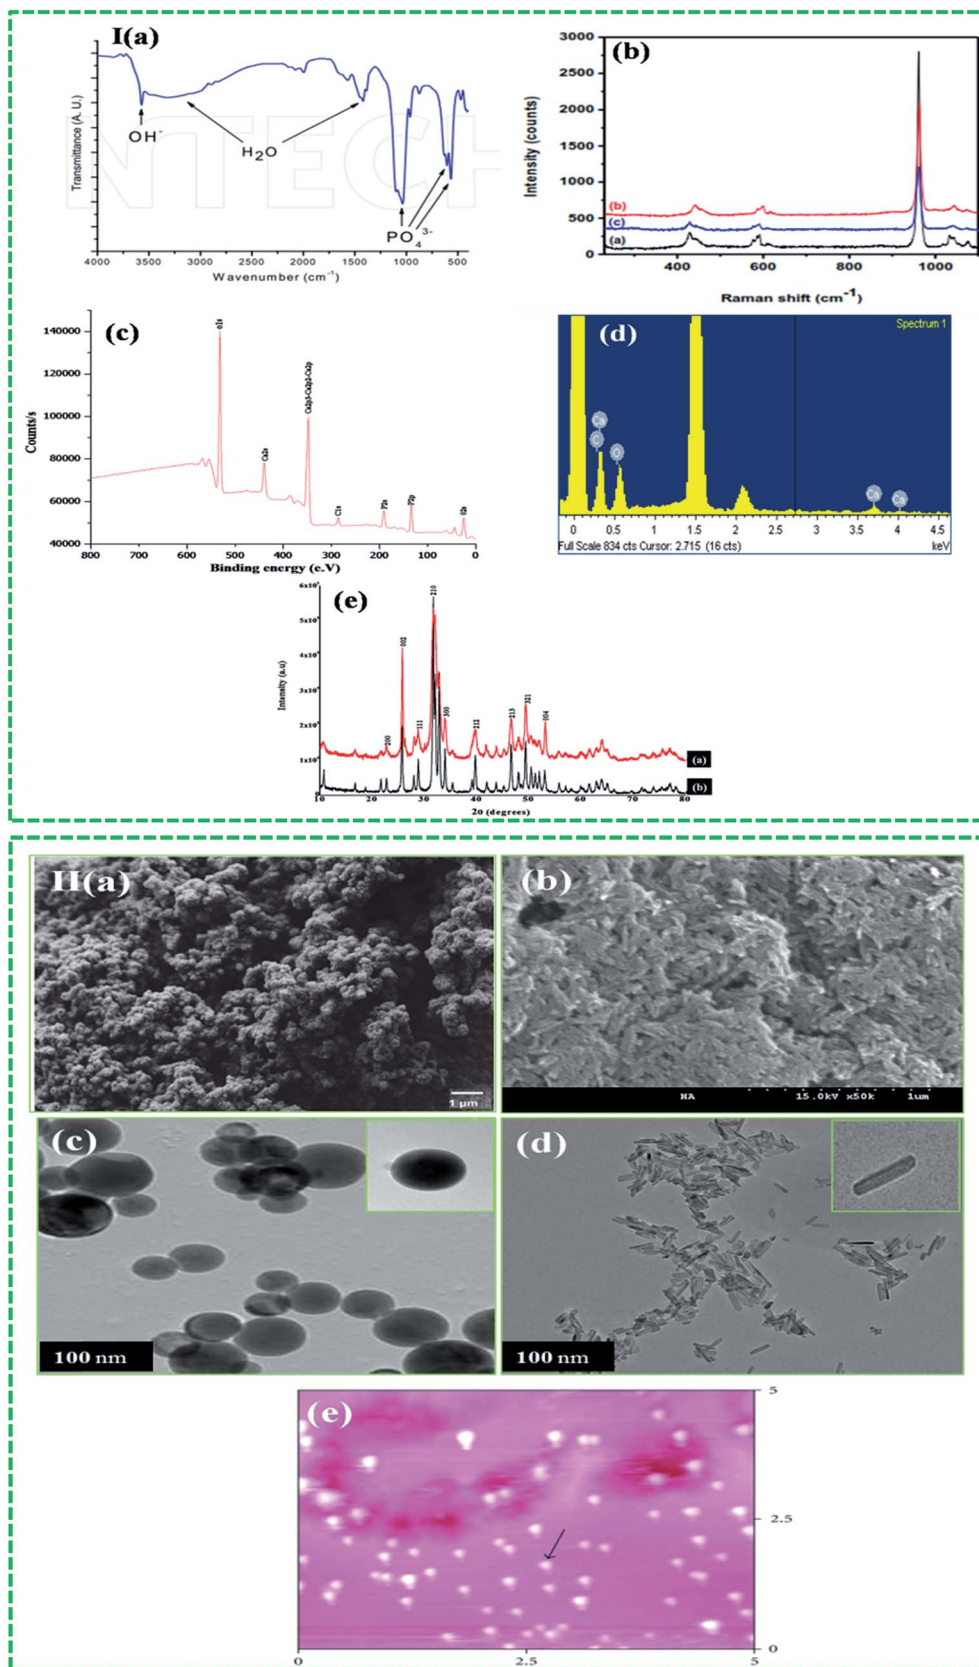 I(a)
Transmittance (A. U.)
INTECH
OH⁻
H₂O
PO₄³⁻
4000 3500 3000 2500 2000 1500 1000 500
Wavenumber (cm⁻¹)
(b)
Intensity (counts)
3000
2500
2000
1500
1000
500
0
(b)
(c)
(a)
400 600 800 1000
Raman shift (cm⁻¹)
(c)
Counts/s
140000
120000
100000
80000
60000
40000
O1s
Ca2s
Ca2p3-Ca2p2-Ca2p
C1s
P2s
P2p
O2s
800 700 600 500 400 300 200 100 0
Binding energy (e.V)
(d)
Spectrum 1
Ca
C
O
Ca
Ca
0 0.5 1 1.5 2 2.5 3 3.5 4 4.5
Full Scale 834 cts Cursor: 2.715 (16 cts)
keV
(e)
Intensity (a.u)
200
002
111
210
300
212
213
321
004
(a)
(b)
10 20 30 40 50 60 70 80
2θ (degrees)
II(a)
1 µm
(b)
HA 15.0kV x50k 1um
(c)
100 nm
(d)
100 nm
(e)
5
2.5
0
0 2.5 5